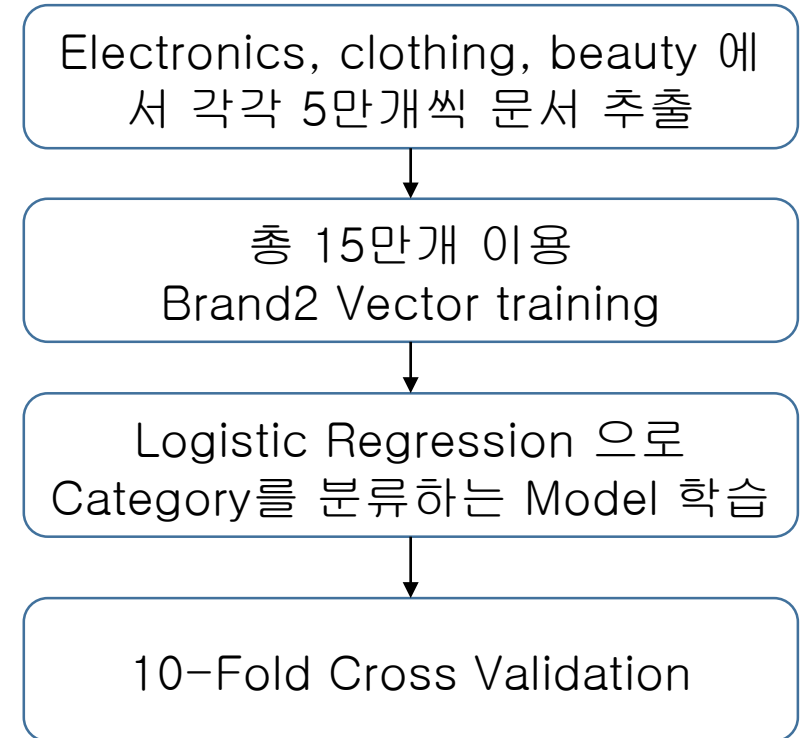 Electronics, clothing, beauty 에
서 각각 5만개씩 문서 추출
총 15만개 이용
Brand2 Vector training
Logistic Regression 으로
Category를 분류하는 Model 학습
10-Fold Cross Validation